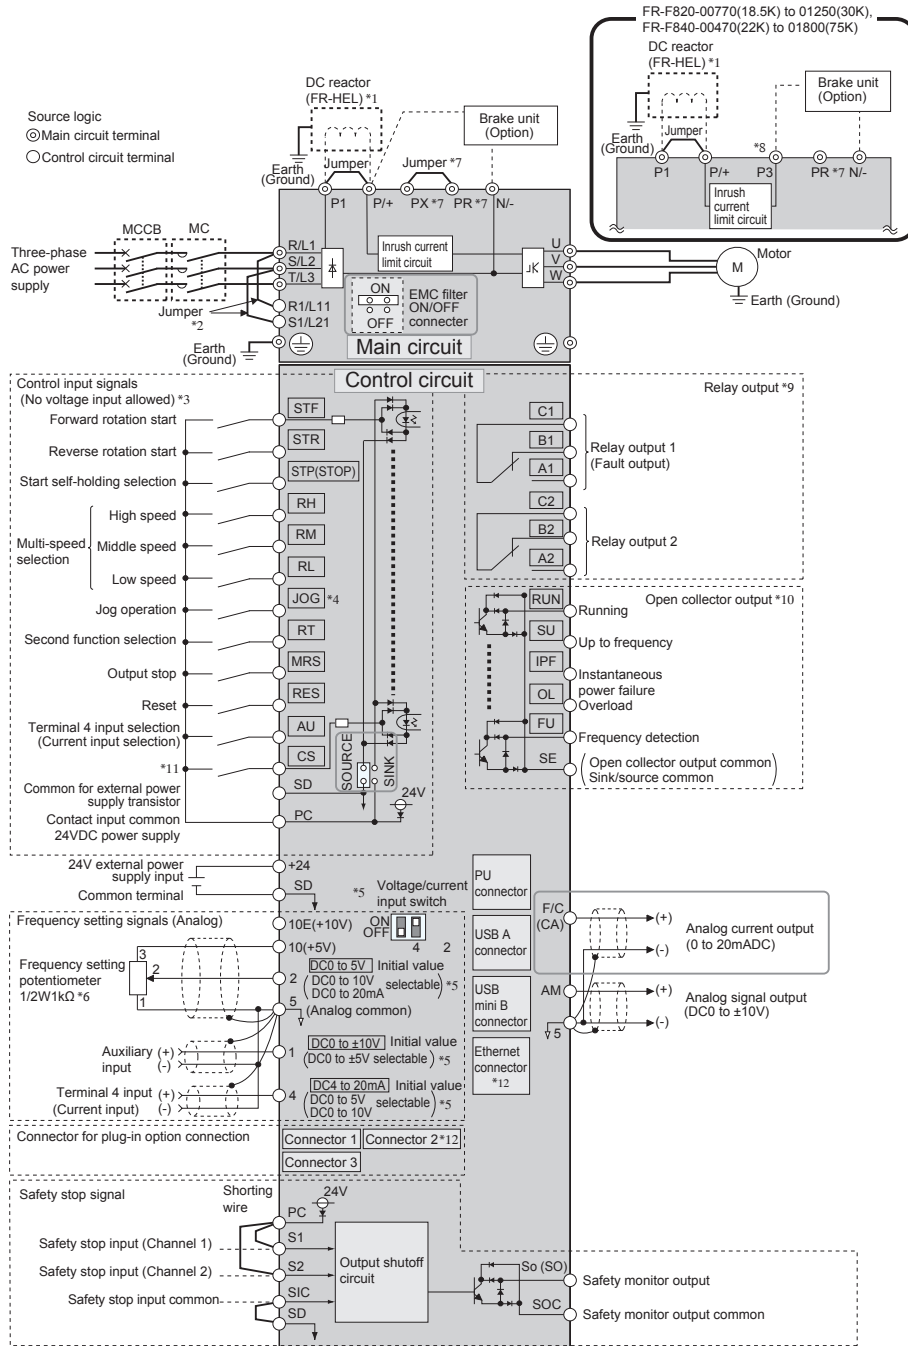 FR-F820-00770(18.5K) to 01250(30K),
FR-F840-00470(22K) to 01800(75K)
DC reactor
(FR-HEL) *1
Brake unit
(Option)
Earth
(Ground)
Jumper
*8
P1
P/+
P3
PR *7
N/-
Inrush
current
limit circuit
Source logic
Main circuit terminal
Control circuit terminal
DC reactor
(FR-HEL) *1
Brake unit
(Option)
Earth
(Ground)
Jumper
Jumper *7
P1
P/+
PX *7
PR *7
N/-
MCCB
MC
Three-phase
AC power
supply
R/L1
S/L2
T/L3
R1/L11
S1/L21
Jumper
*2
Earth
(Ground)
Inrush current
limit circuit
ON
OFF
EMC filter
ON/OFF
connecter
U
V
W
Motor
M
Earth (Ground)
Main circuit
Control circuit
Control input signals
(No voltage input allowed) *3
Forward rotation start
STF
Reverse rotation start
STR
Start self-holding selection
STP(STOP)
Multi-speed
selection
High speed
RH
Middle speed
RM
Low speed
RL
Jog operation
JOG *4
Second function selection
RT
Output stop
MRS
Reset
RES
Terminal 4 input selection
(Current input selection)
AU
*11
CS
Common for external power
supply transistor
SD
Contact input common
24VDC power supply
PC
SOURCE
SINK
24V
Relay output *9
C1
B1
A1
Relay output 1
(Fault output)
C2
B2
A2
Relay output 2
Open collector output *10
RUN
Running
SU
Up to frequency
IPF
Instantaneous
power failure
OL
Overload
FU
Frequency detection
SE
Open collector output common
Sink/source common
24V external power
supply input
+24
Common terminal
SD
*5
Voltage/current
input switch
ON
OFF
4
2
Frequency setting signals (Analog)
10E(+10V)
10(+5V)
Frequency setting
potentiometer
1/2W1kΩ *6
3
2
1
2
DC0 to 5V
Initial value
DC0 to 10V
DC0 to 20mA
selectable
*5
5
(Analog common)
Auxiliary
input
(+)
(-)
1
DC0 to ±10V
Initial value
(DC0 to ±5V selectable) *5
Terminal 4 input
(Current input)
(+)
(-)
4
DC4 to 20mA
Initial value
DC0 to 5V
DC0 to 10V
selectable
*5
PU
connector
USB A
connector
USB
mini B
connector
Ethernet
connector
*12
F/C
(CA)
(+)
(-)
Analog current output
(0 to 20mADC)
AM
5
(+)
(-)
Analog signal output
(DC0 to ±10V)
Connector for plug-in option connection
Connector 1
Connector 2 *12
Connector 3
Safety stop signal
Shorting
wire
24V
PC
Safety stop input (Channel 1)
S1
Safety stop input (Channel 2)
S2
Safety stop input common
SIC
SD
Output shutoff
circuit
So (SO)
Safety monitor output
SOC
Safety monitor output common